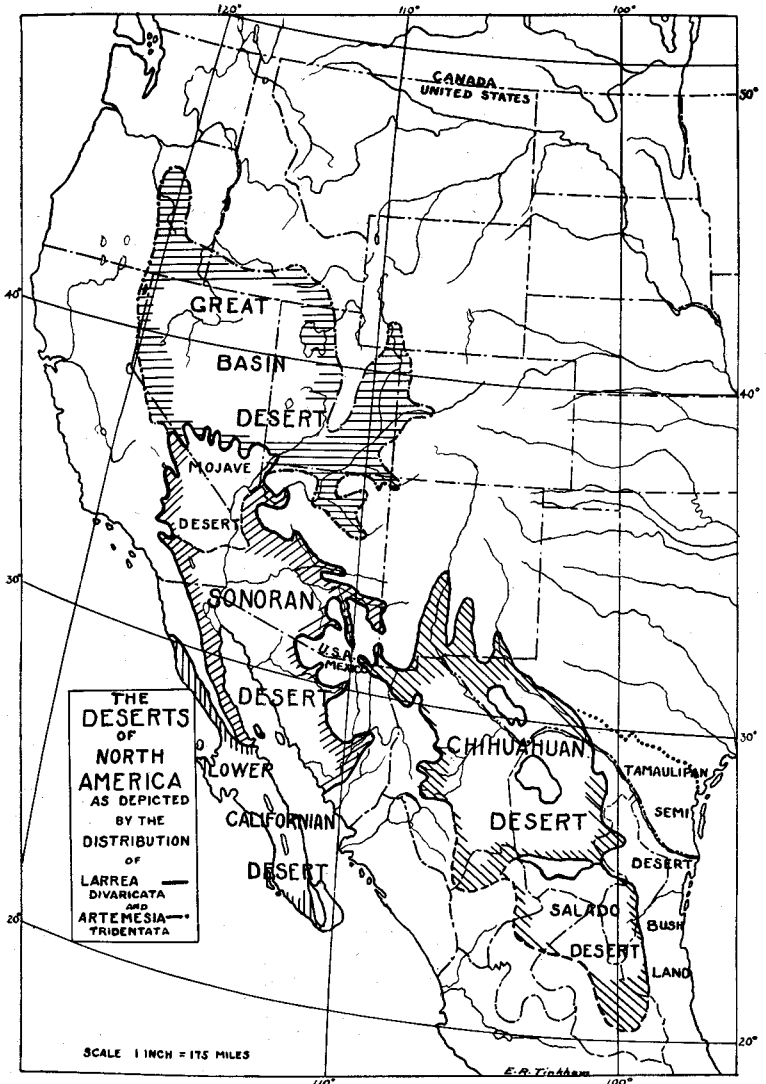 120°
110°
100°
CANADA
UNITED STATES
50°
GREAT
40°
BASIN
40°
DESERT
MOJAVE
DESERT
30°
SONORAN
U.S.A.
MEXICO
DESERT
30°
CHIHUAHUAN
TAMAULIPAN
SEMI
DESERT
BUSH
LAND
LOWER
CALIFORNIAN
DESERT
DESERT
SALADO
DESERT
THE
DESERTS
OF
NORTH
AMERICA
AS DEPICTED
BY THE
DISTRIBUTION
OF
LARREA
DIVARICATA
AND
ARTEMESIA
TRIDENTATA
20°
20°
SCALE 1 INCH = 175 MILES
E.R. Tinkham
110°
100°